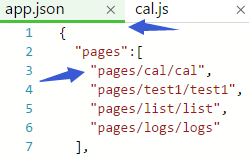 app.json cal.js
1 {
2 "pages":[
3 "pages/cal/cal",
4 "pages/test1/test1",
5 "pages/list/list",
6 "pages/logs/logs"
7 ],